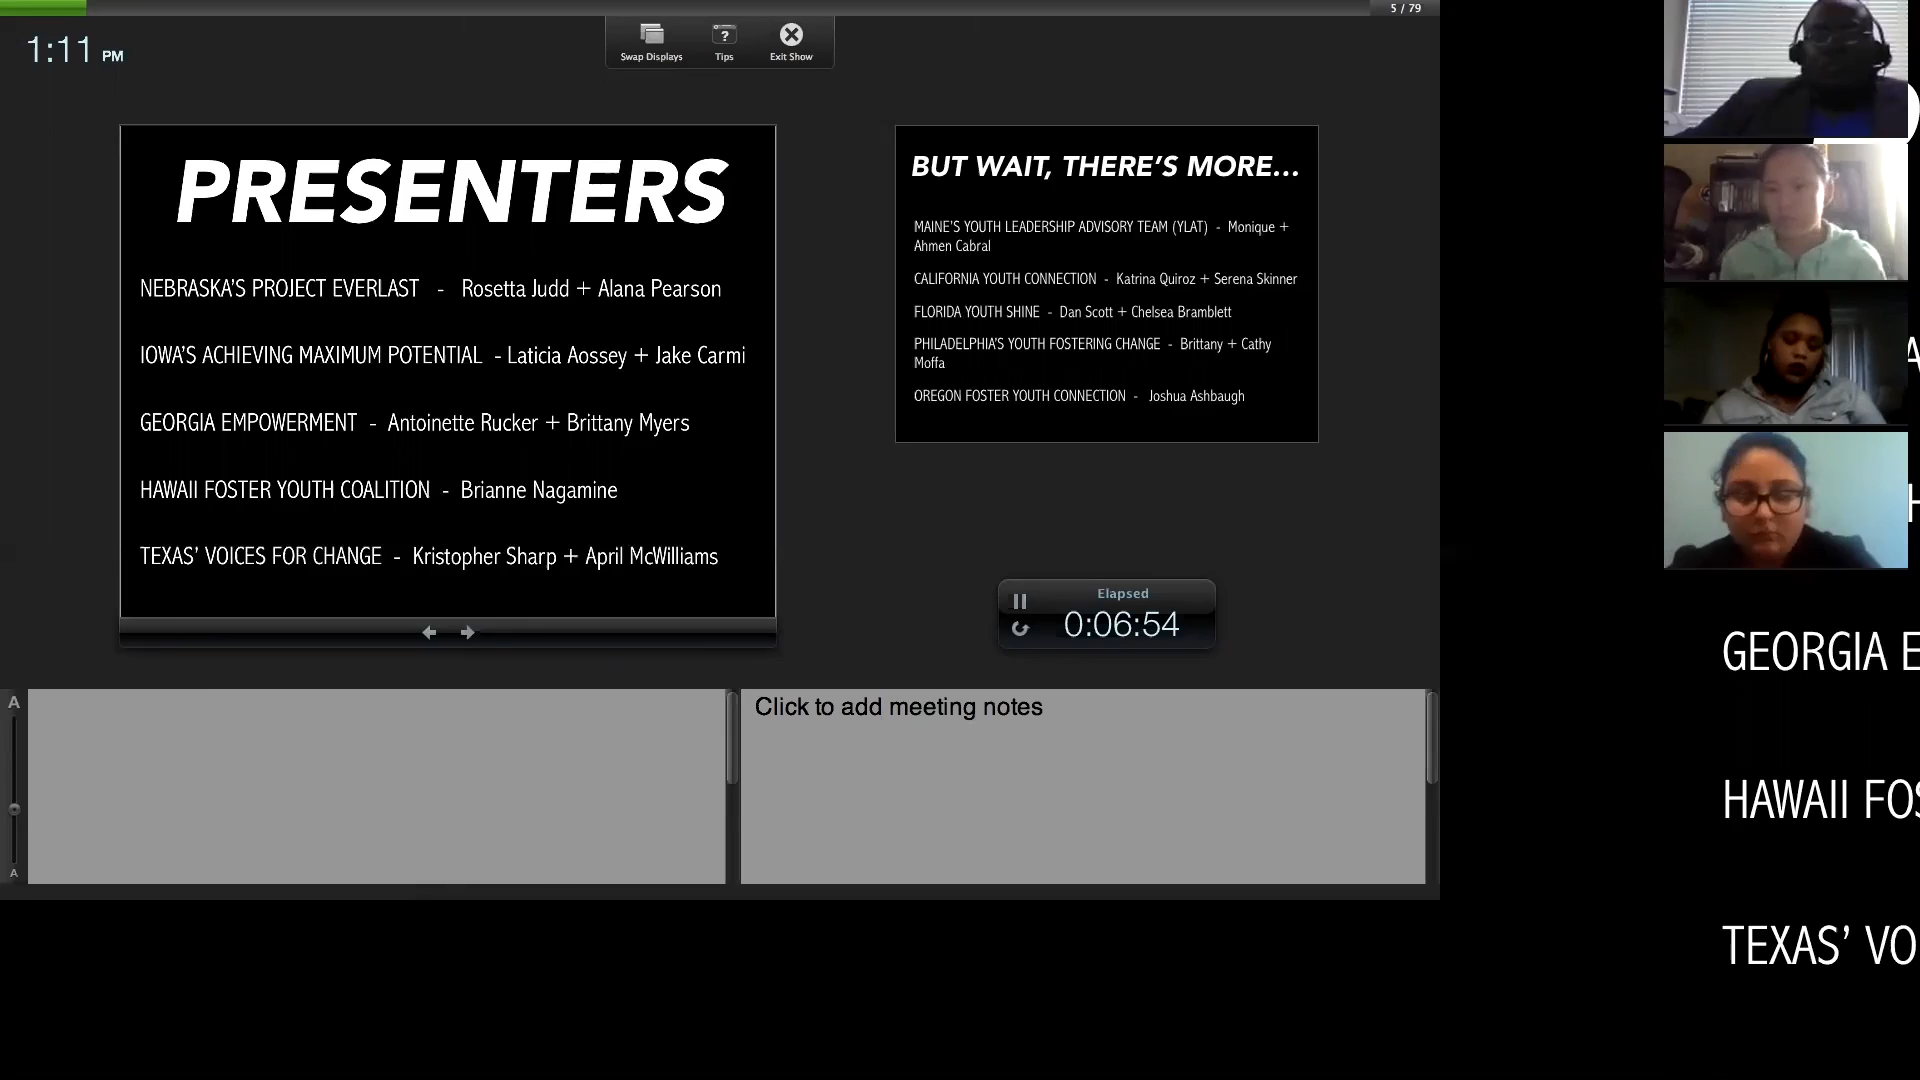 5 / 79
1:11 PM
Swap Displays
Tips
Exit Show
PRESENTERS
NEBRASKA'S PROJECT EVERLAST - Rosetta Judd + Alana Pearson
IOWA'S ACHIEVING MAXIMUM POTENTIAL - Laticia Aossey + Jake Carmi
GEORGIA EMPOWERMENT - Antoinette Rucker + Brittany Myers
HAWAII FOSTER YOUTH COALITION - Brianne Nagamine
TEXAS' VOICES FOR CHANGE - Kristopher Sharp + April McWilliams
BUT WAIT, THERE'S MORE...
MAINE'S YOUTH LEADERSHIP ADVISORY TEAM (YLAT) - Monique +
Ahmen Cabral
CALIFORNIA YOUTH CONNECTION - Katrina Quiroz + Serena Skinner
FLORIDA YOUTH SHINE - Dan Scott + Chelsea Bramblett
PHILADELPHIA'S YOUTH FOSTERING CHANGE - Brittany + Cathy
Moffa
OREGON FOSTER YOUTH CONNECTION - Joshua Ashbaugh
Elapsed
0:06:54
A
A
Click to add meeting notes
GEORGIA E
HAWAII FOS
TEXAS' VO